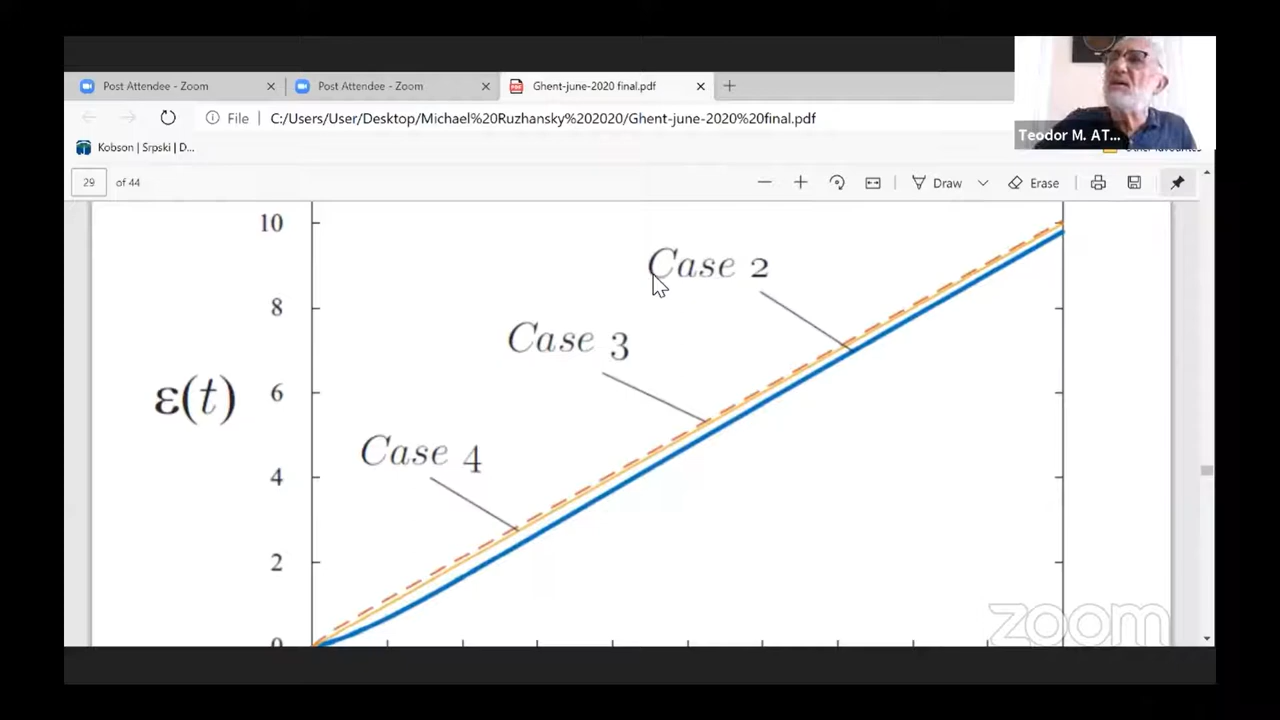 Post Attendee - Zoom
Post Attendee - Zoom
Ghent-june-2020 final.pdf
File C:/Users/User/Desktop/Michael%20Ruzhansky%202020/Ghent-june-2020%20final.pdf
Teodor M. AT...
Kobson | Srpski | D...
29 of 44
Draw
Erase
10
Case 2
8
Case 3
ε(t)
6
Case 4
4
2
0
zoom